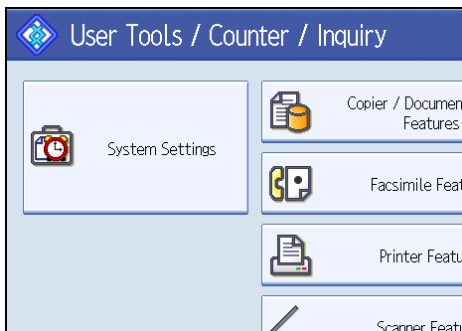 User Tools / Counter / Inquiry
System Settings
Copier / Documen
Features
Facsimile Feat
Printer Featu
Scanner Featu